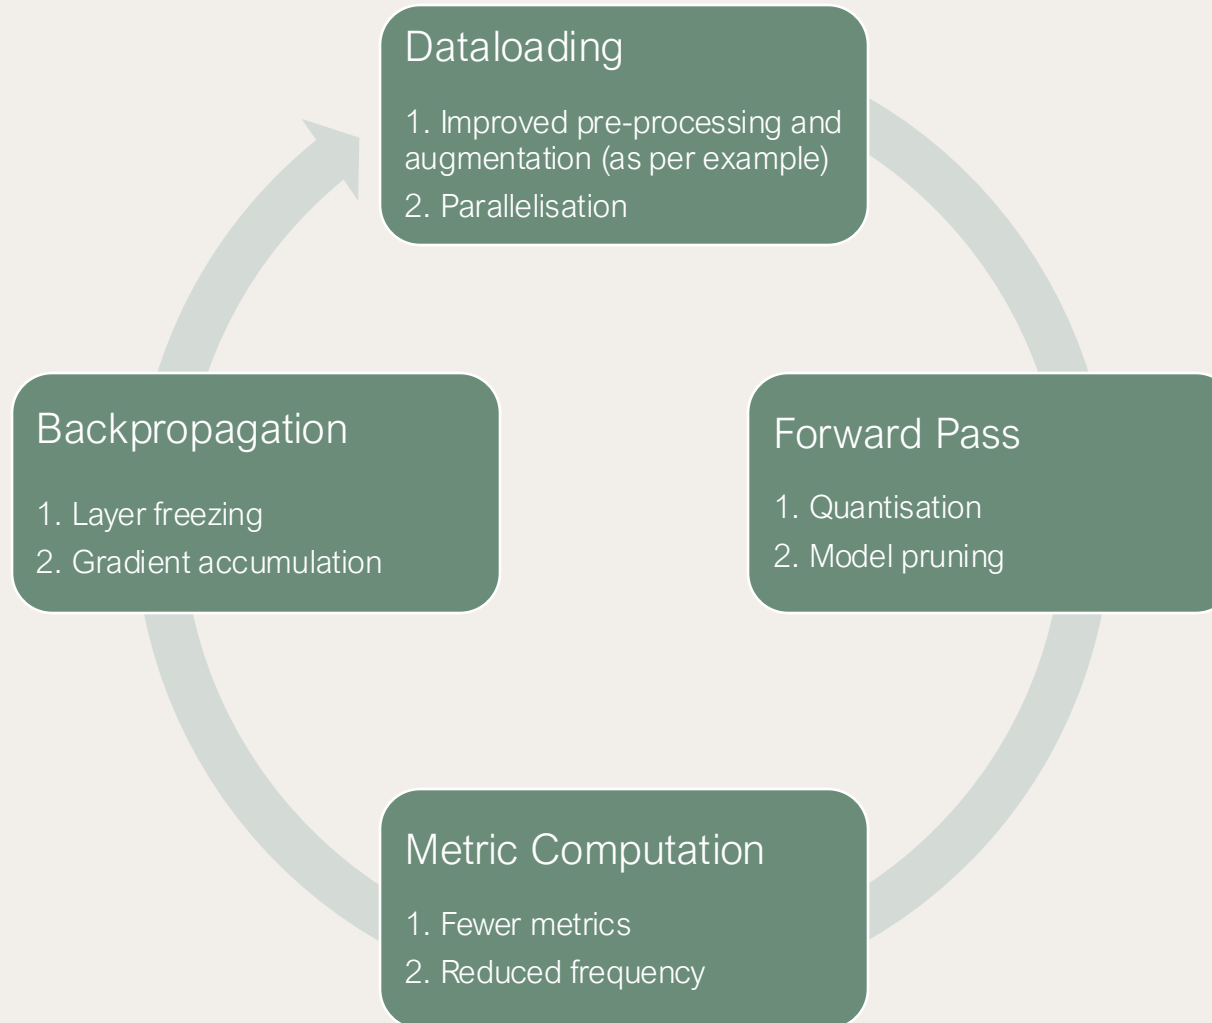 Dataloading
1. Improved pre-processing and
augmentation (as per example)
2. Parallelisation
Forward Pass
1. Quantisation
2. Model pruning
Metric Computation
1. Fewer metrics
2. Reduced frequency
Backpropagation
1. Layer freezing
2. Gradient accumulation